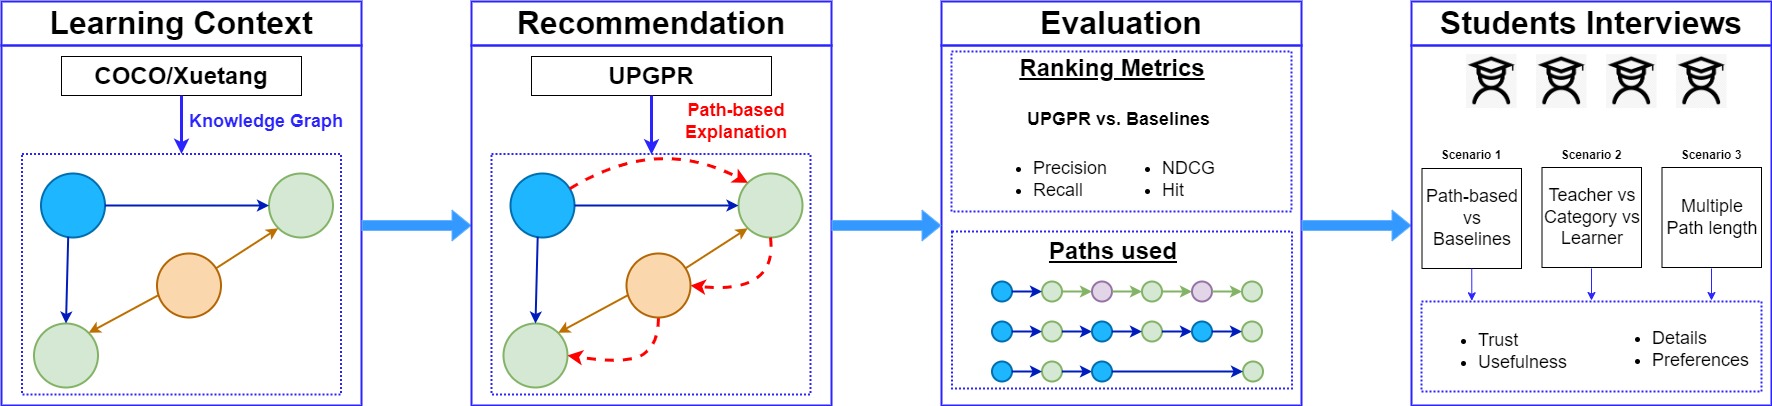 Learning Context
COCO/Xuetang
Knowledge Graph
Recommendation
UPGPR
Path-based
Explanation
Evaluation
Ranking Metrics
UPGPR vs. Baselines
• Precision
• Recall
• NDCG
• Hit
Paths used
Students Interviews
Scenario 1
Path-based
vs
Baselines
Scenario 2
Teacher vs
Category vs
Learner
Scenario 3
Multiple
Path length
• Trust
• Usefulness
• Details
• Preferences